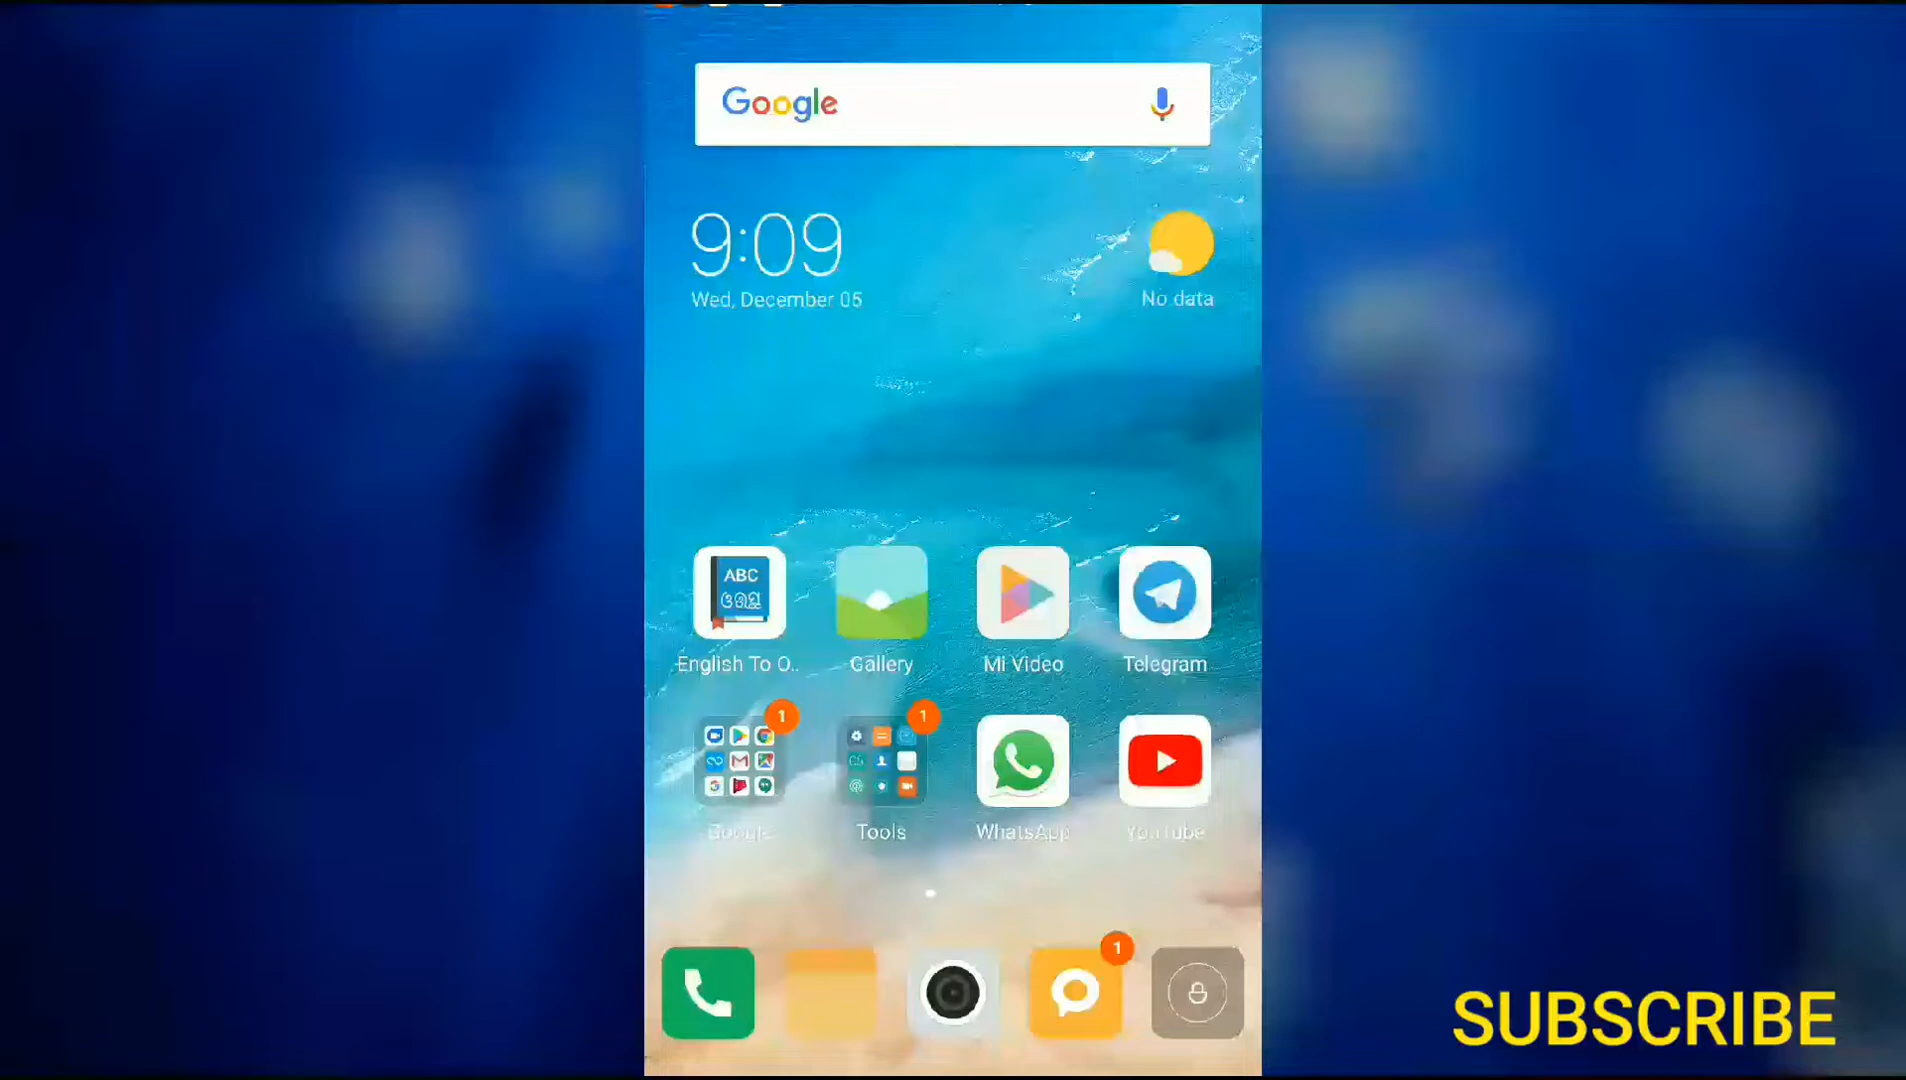 Google
9:09
Wed, December 05
No data
ABC
English To O..
Gallery
Mi Video
Telegram
1
1
Google
Tools
WhatsApp
YouTube
1
SUBSCRIBE